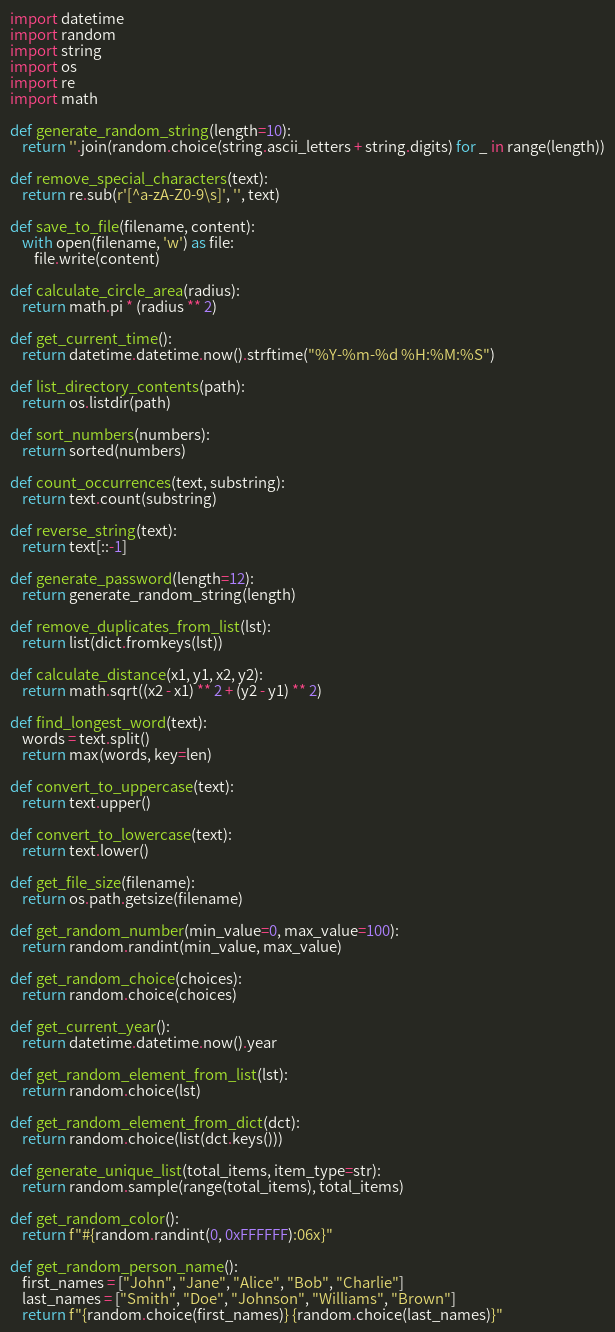 import datetime
import random
import string
import os
import re
import math

def generate_random_string(length=10):
    return ''.join(random.choice(string.ascii_letters + string.digits) for _ in range(length))

def remove_special_characters(text):
    return re.sub(r'[^a-zA-Z0-9\s]', '', text)

def save_to_file(filename, content):
    with open(filename, 'w') as file:
        file.write(content)

def calculate_circle_area(radius):
    return math.pi * (radius ** 2)

def get_current_time():
    return datetime.datetime.now().strftime("%Y-%m-%d %H:%M:%S")

def list_directory_contents(path):
    return os.listdir(path)

def sort_numbers(numbers):
    return sorted(numbers)

def count_occurrences(text, substring):
    return text.count(substring)

def reverse_string(text):
    return text[::-1]

def generate_password(length=12):
    return generate_random_string(length)

def remove_duplicates_from_list(lst):
    return list(dict.fromkeys(lst))

def calculate_distance(x1, y1, x2, y2):
    return math.sqrt((x2 - x1) ** 2 + (y2 - y1) ** 2)

def find_longest_word(text):
    words = text.split()
    return max(words, key=len)

def convert_to_uppercase(text):
    return text.upper()

def convert_to_lowercase(text):
    return text.lower()

def get_file_size(filename):
    return os.path.getsize(filename)

def get_random_number(min_value=0, max_value=100):
    return random.randint(min_value, max_value)

def get_random_choice(choices):
    return random.choice(choices)

def get_current_year():
    return datetime.datetime.now().year

def get_random_element_from_list(lst):
    return random.choice(lst)

def get_random_element_from_dict(dct):
    return random.choice(list(dct.keys()))

def generate_unique_list(total_items, item_type=str):
    return random.sample(range(total_items), total_items)

def get_random_color():
    return f"#{random.randint(0, 0xFFFFFF):06x}"

def get_random_person_name():
    first_names = ["John", "Jane", "Alice", "Bob", "Charlie"]
    last_names = ["Smith", "Doe", "Johnson", "Williams", "Brown"]
    return f"{random.choice(first_names)} {random.choice(last_names)}"